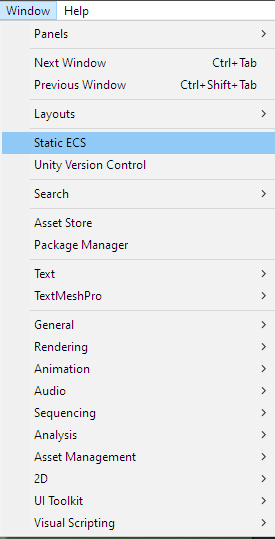 Window Help
Panels
Next Window Ctrl+Tab
Previous Window Ctrl+Shift+Tab
Layouts
Static ECS
Unity Version Control
Search
Asset Store
Package Manager
Text
TextMeshPro
General
Rendering
Animation
Audio
Sequencing
Analysis
Asset Management
2D
UI Toolkit
Visual Scripting